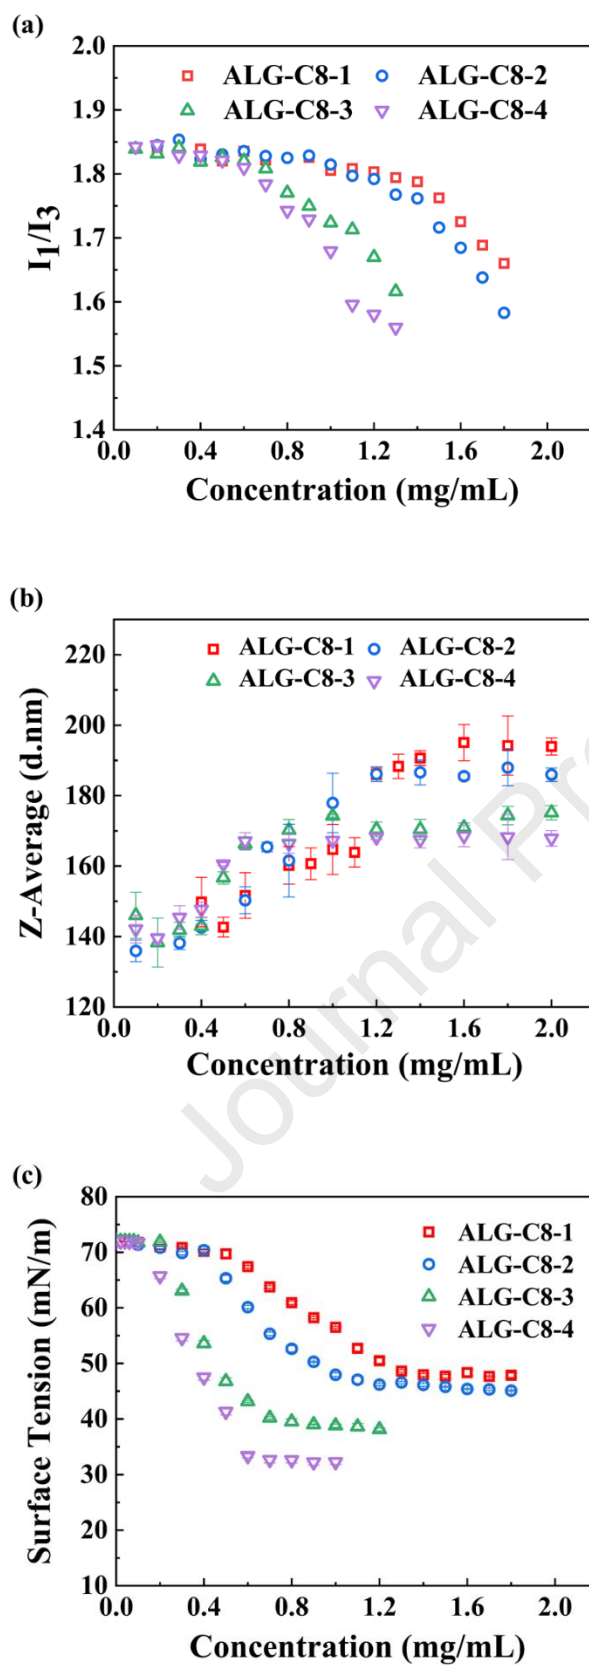 (a)
2.0
ALG-C8-1 ALG-C8-2
ALG-C8-3 ALG-C8-4
1.9
1.8
1.7
1.6
1.5
1.4
I1/I3
0.0 0.4 0.8 1.2 1.6 2.0
Concentration (mg/mL)
(b)
220
ALG-C8-1 ALG-C8-2
ALG-C8-3 ALG-C8-4
200
180
160
140
120
Z-Average (d.nm)
0.0 0.4 0.8 1.2 1.6 2.0
Concentration (mg/mL)
Journal Pre
(c)
80
ALG-C8-1
70
ALG-C8-2
60
ALG-C8-3
ALG-C8-4
50
40
30
20
10
Surface Tension (mN/m)
0.0 0.4 0.8 1.2 1.6 2.0
Concentration (mg/mL)